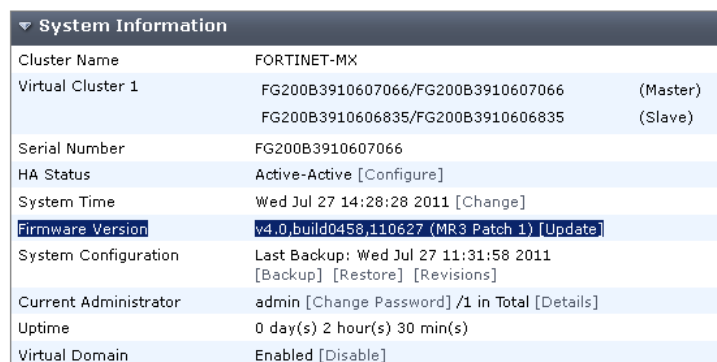 System Information
Cluster Name FORTINET-MX
Virtual Cluster 1 FG200B3910607066/FG200B3910607066 (Master)
FG200B3910606835/FG200B3910606835 (Slave)
Serial Number FG200B3910607066
HA Status Active-Active [Configure]
System Time Wed Jul 27 14:28:28 2011 [Change]
Firmware Version v4.0,build0458,110627 (MR3 Patch 1) [Update]
System Configuration Last Backup: Wed Jul 27 11:31:58 2011
[Backup] [Restore] [Revisions]
Current Administrator admin [Change Password] /1 in Total [Details]
Uptime 0 day(s) 2 hour(s) 30 min(s)
Virtual Domain Enabled [Disable]